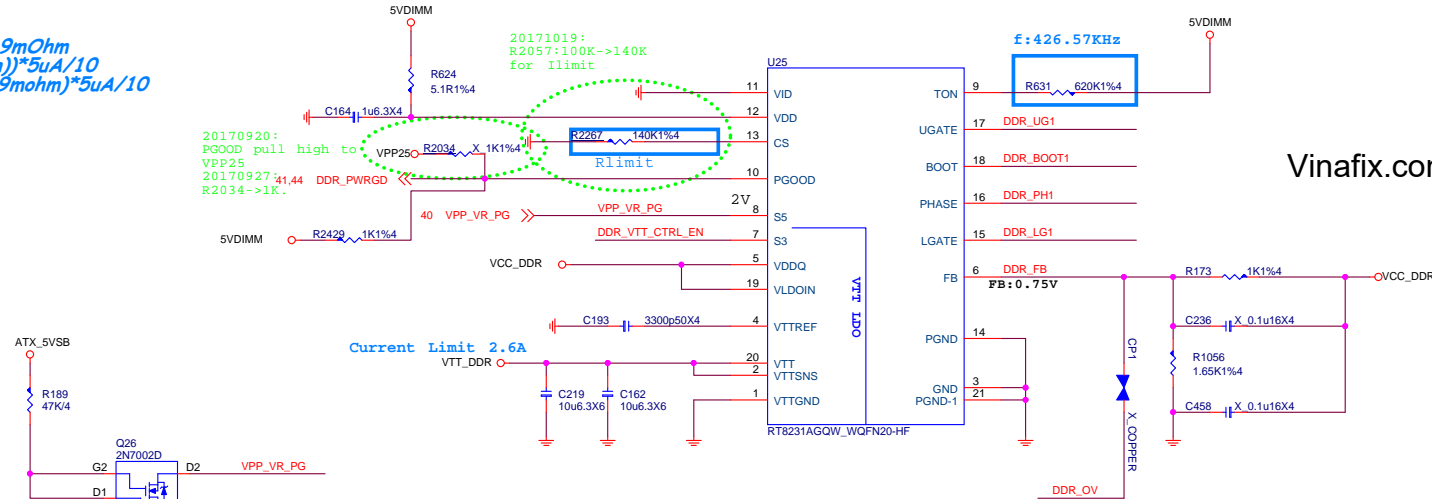 9mOhm
))*5uA/10
9mohm)*5uA/10
5VDIMM
R624
5.1R1%4
C164
1u6.3X4
20171019:
R2057:100K->140K
for Ilimit
20170920:
PGOOD pull high to
VPP25
20170927:
R2034->1K.
VPP25
R2034
X_1K1%4
R2267
140K1%4
Rlimit
41,44
DDR_PWRGD
40
VPP_VR_PG
VPP_VR_PG
2V
5VDIMM
R2429
1K1%4
DDR_VTT_CTRL_EN
VCC_DDR
C193
3300p50X4
Current Limit 2.6A
VTT_DDR
C219
10u6.3X6
C162
10u6.3X6
U25
11
VID
12
VDD
13
CS
10
PGOOD
8
S5
7
S3
5
VDDQ
19
VLDOIN
4
VTTREF
20
VTT
2
VTTSNS
1
VTTGND
VTT LDO
TON
9
UGATE
17
BOOT
18
PHASE
16
LGATE
15
FB
6
PGND
14
GND
3
PGND-1
21
RT8231AGQW_WQFN20-HF
f:426.57KHz
R631
620K1%4
5VDIMM
DDR_UG1
DDR_BOOT1
DDR_PH1
DDR_LG1
DDR_FB
FB:0.75V
Vinafix.com
R173
1K1%4
VCC_DDR
C236
X_0.1u16X4
R1056
1.65K1%4
C458
X_0.1u16X4
CP1
X_COPPER
DDR_OV
ATX_5VSB
R189
47K/4
Q26
2N7002D
G2
D2
VPP_VR_PG
D1